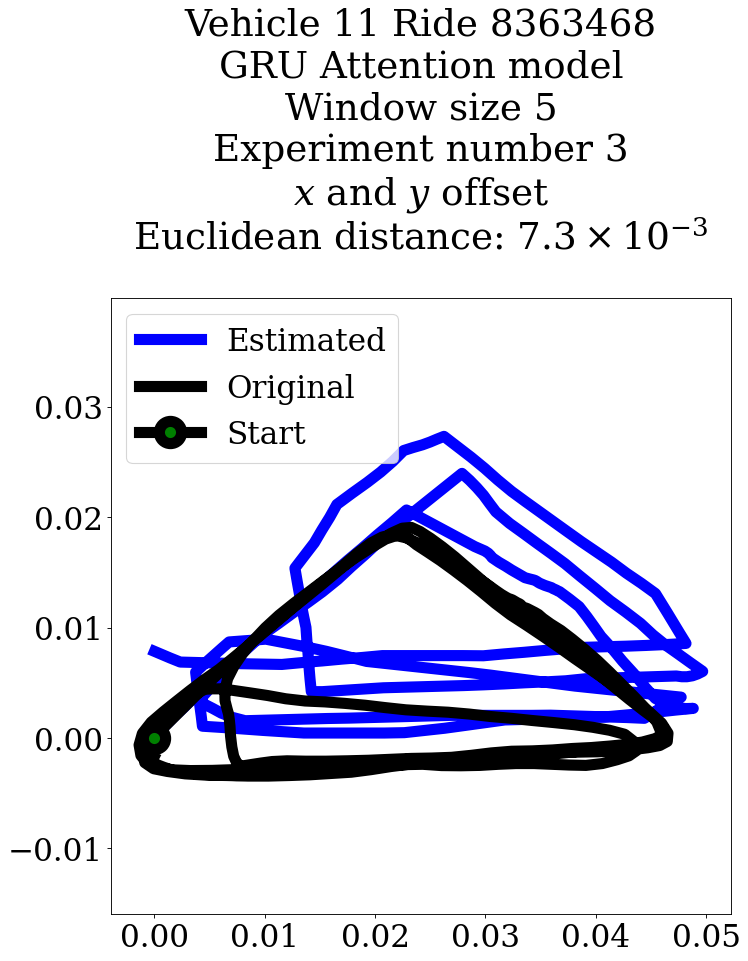 Vehicle 11 Ride 8363468
GRU Attention model
Window size 5
Experiment number 3
x and y offset
Euclidean distance: 7.3 × 10⁻³
Estimated
Original
Start
0.03
0.02
0.01
0.00
−0.01
0.00 0.01 0.02 0.03 0.04 0.05